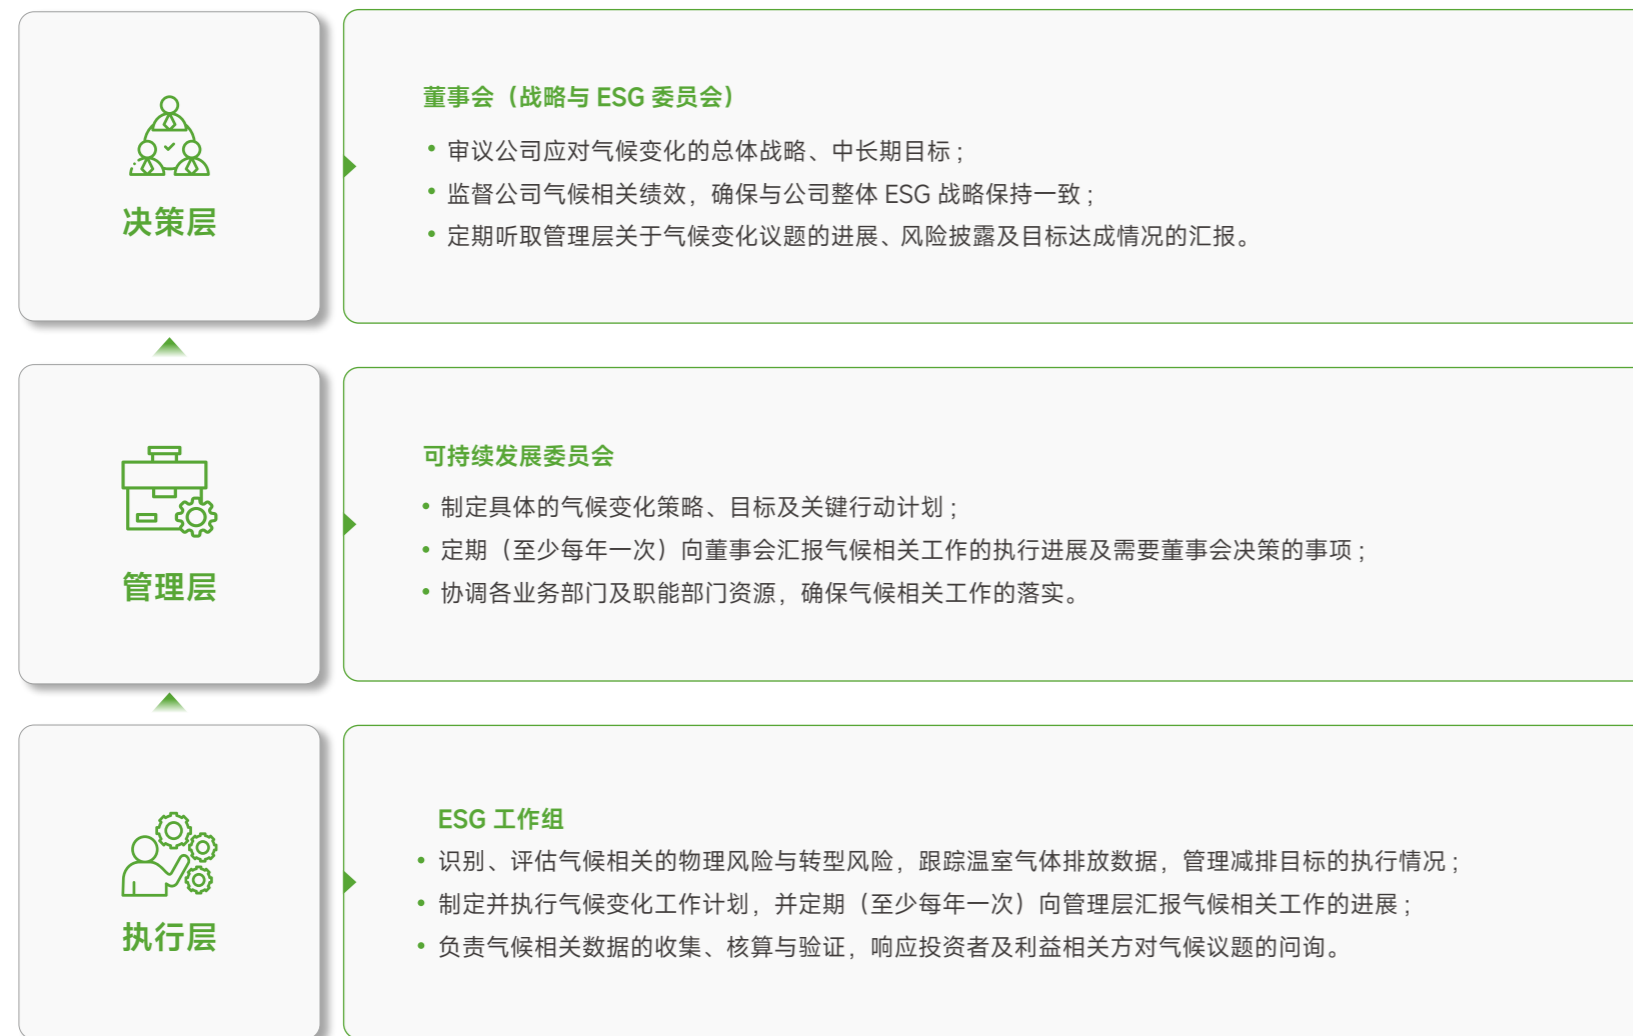 决策层
董事会（战略与 ESG 委员会）
• 审议公司应对气候变化的总体战略、中长期目标；
• 监督公司气候相关绩效，确保与公司整体 ESG 战略保持一致；
• 定期听取管理层关于气候变化议题的进展、风险披露及目标达成情况的汇报。
管理层
可持续发展委员会
• 制定具体的气候变化策略、目标及关键行动计划；
• 定期（至少每年一次）向董事会汇报气候相关工作的执行进展及需要董事会决策的事项；
• 协调各业务部门及职能部门资源，确保气候相关工作的落实。
执行层
ESG 工作组
• 识别、评估气候相关的物理风险与转型风险，跟踪温室气体排放数据，管理减排目标的执行情况；
• 制定并执行气候变化工作计划，并定期（至少每年一次）向管理层汇报气候相关工作的进展；
• 负责气候相关数据的收集、核算与验证，响应投资者及利益相关方对气候议题的问询。